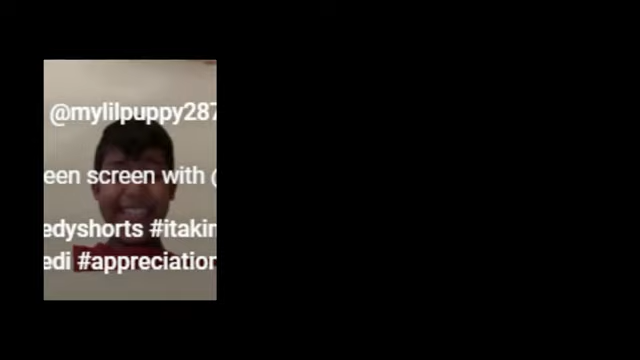 @mylilpuppy287
een screen with @
edyshorts #itakin
edi #appreciation